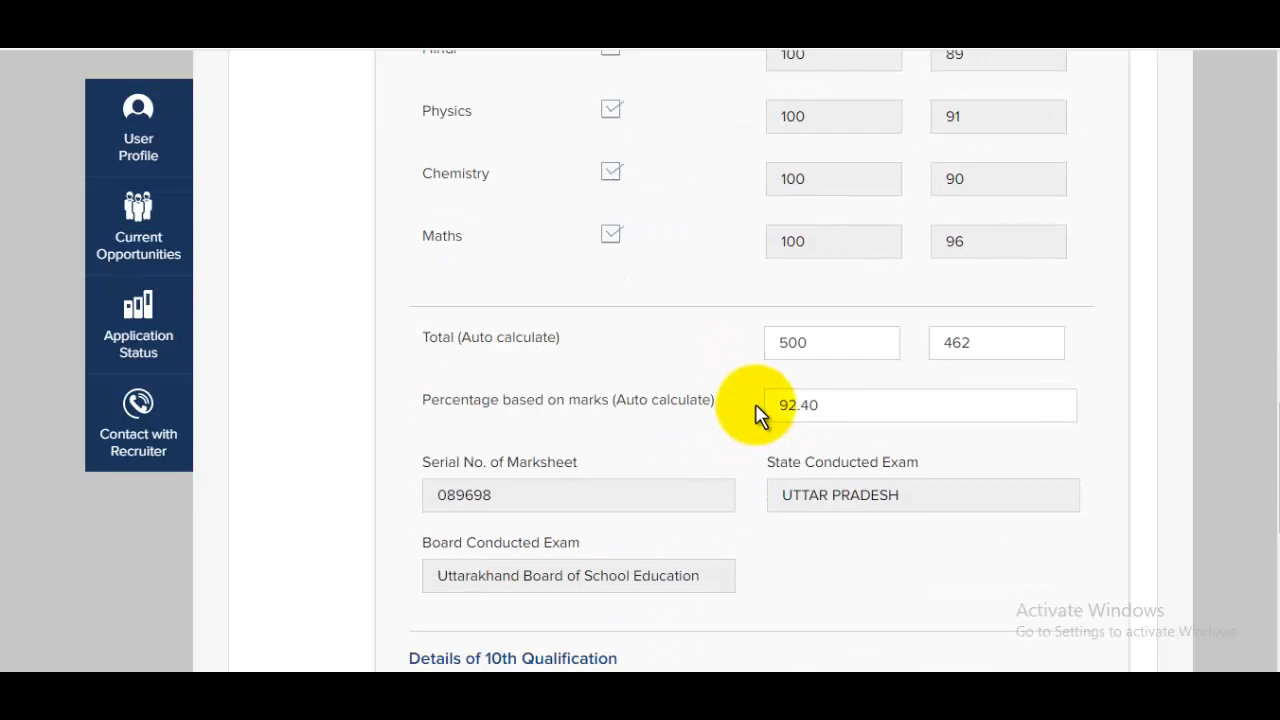 User
Profile
Current
Opportunities
Application
Status
Contact with
Recruiter
Hindi 100 89
Physics 100 91
Chemistry 100 90
Maths 100 96
Total (Auto calculate) 500 462
Percentage based on marks (Auto calculate) 92.40
Serial No. of Marksheet State Conducted Exam
089698 UTTAR PRADESH
Board Conducted Exam
Uttarakhand Board of School Education
Activate Windows
Go to Settings to activate Windows
Details of 10th Qualification